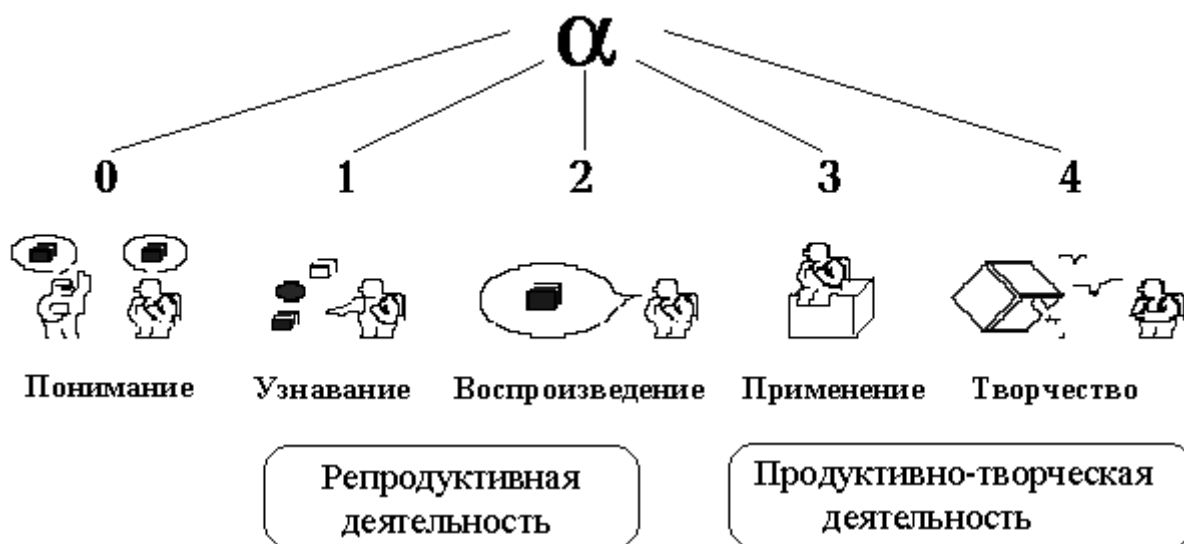 α
0 1 2 3 4
Понимание Узнавание Воспроизведение Применение Творчество
Репродуктивная
деятельность
Продуктивно-творческая
деятельность